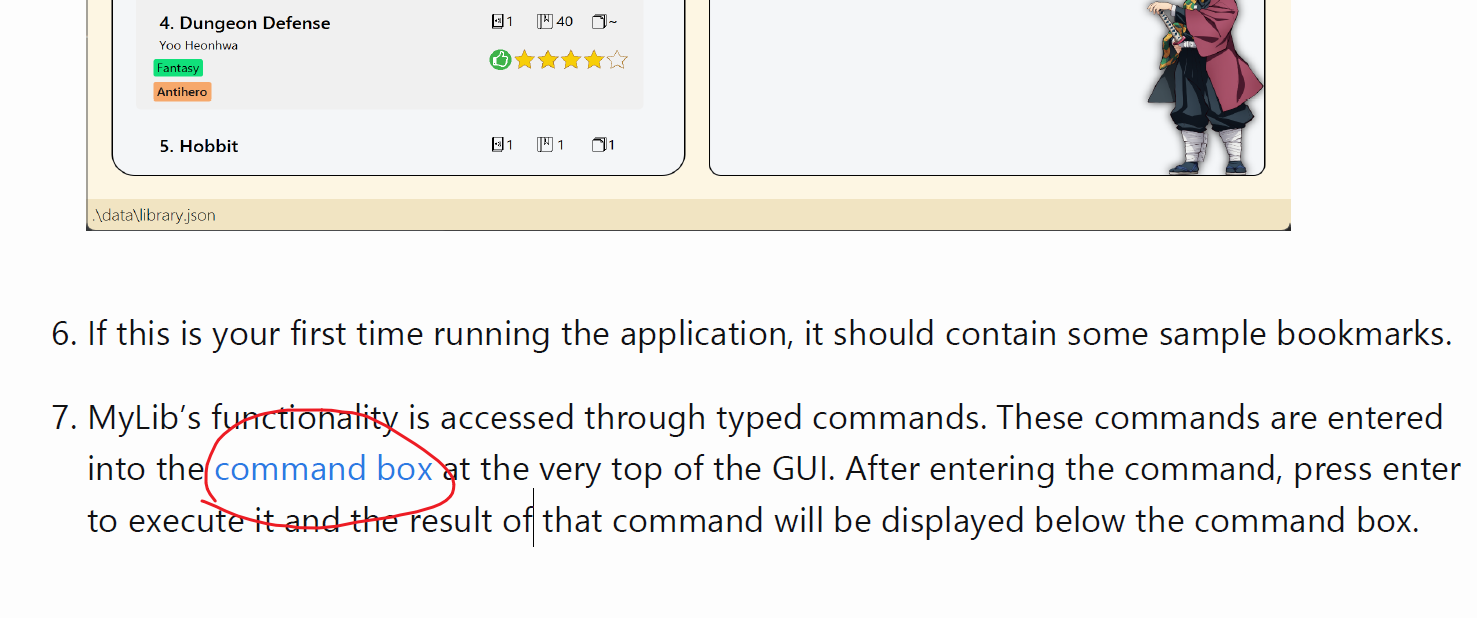 4. Dungeon Defense 1 40 ~
Yoo Heonhwa
Fantasy
Antihero
5. Hobbit 1 1 1
.\data\library.json
6. If this is your first time running the application, it should contain some sample bookmarks.
7. MyLib’s functionality is accessed through typed commands. These commands are entered
into the command box at the very top of the GUI. After entering the command, press enter
to execute it and the result of that command will be displayed below the command box.